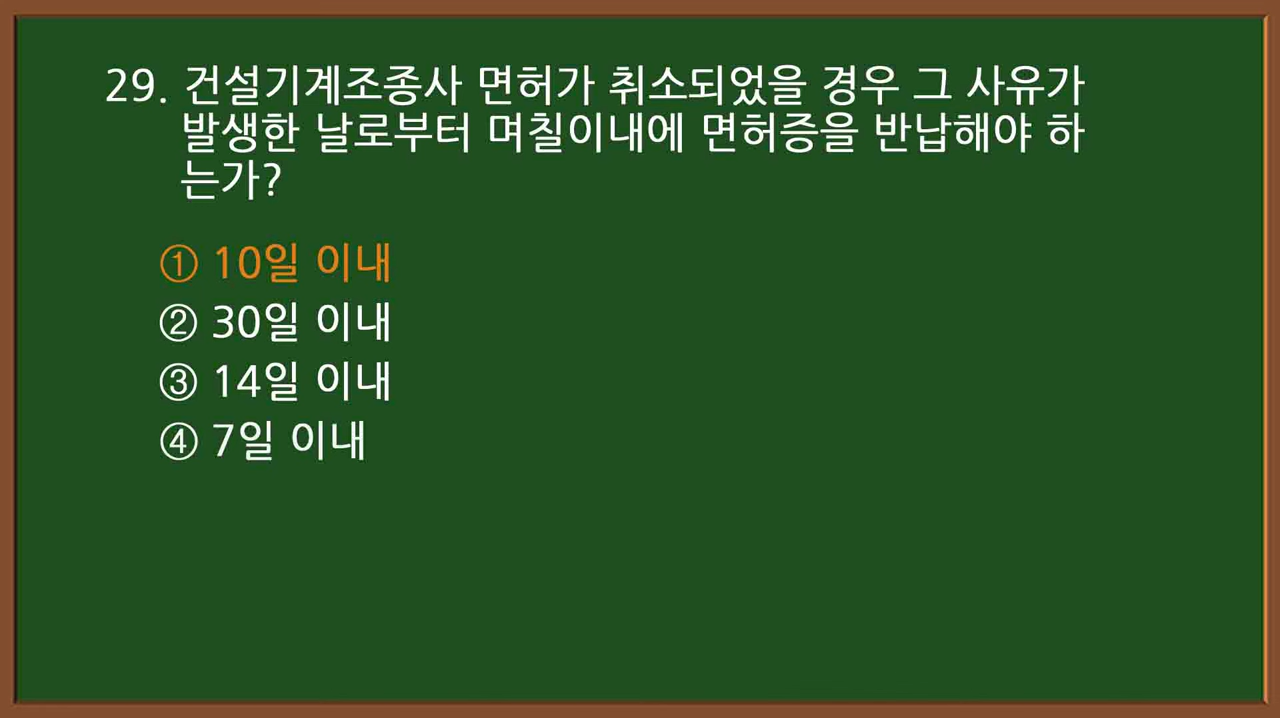 29. 건설기계조종사 면허가 취소되었을 경우 그 사유가
발생한 날로부터 며칠이내에 면허증을 반납해야 하
는가?
① 10일 이내
② 30일 이내
③ 14일 이내
④ 7일 이내